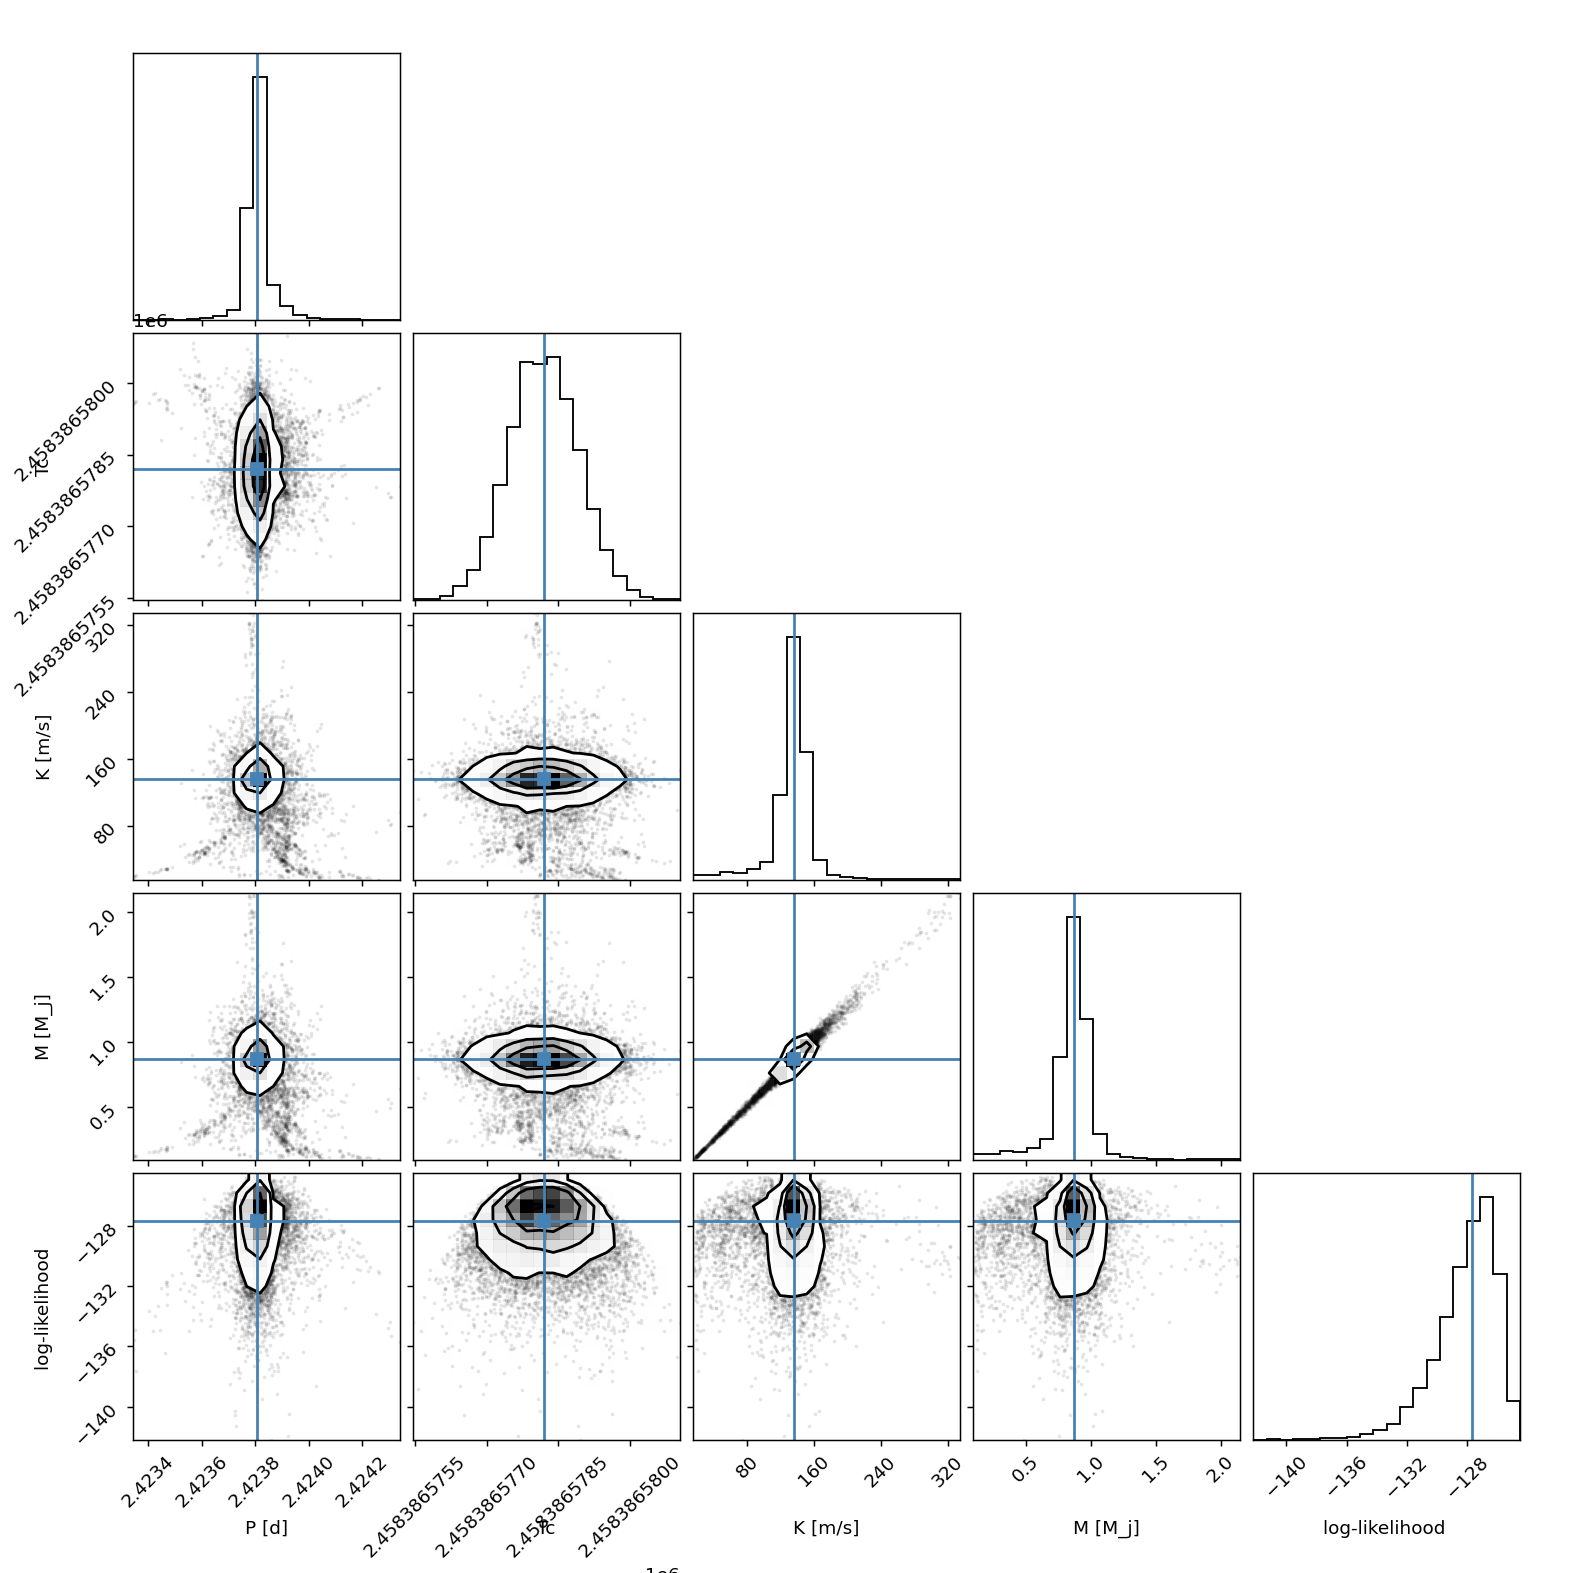 1e6
2.4583865800
2.4583865785
2.4583865770
2.4583865755
Tc
320
240
160
80
K [m/s]
2.0
1.5
1.0
0.5
M [M_j]
−128
−132
−136
−140
log-likelihood
2.4234 2.4236 2.4238 2.4240 2.4242
P [d]
2.4583865755 2.4583865770 2.4583865785 2.4583865800
Tc
1e6
80 160 240 320
K [m/s]
0.5 1.0 1.5 2.0
M [M_j]
−140 −136 −132 −128
log-likelihood